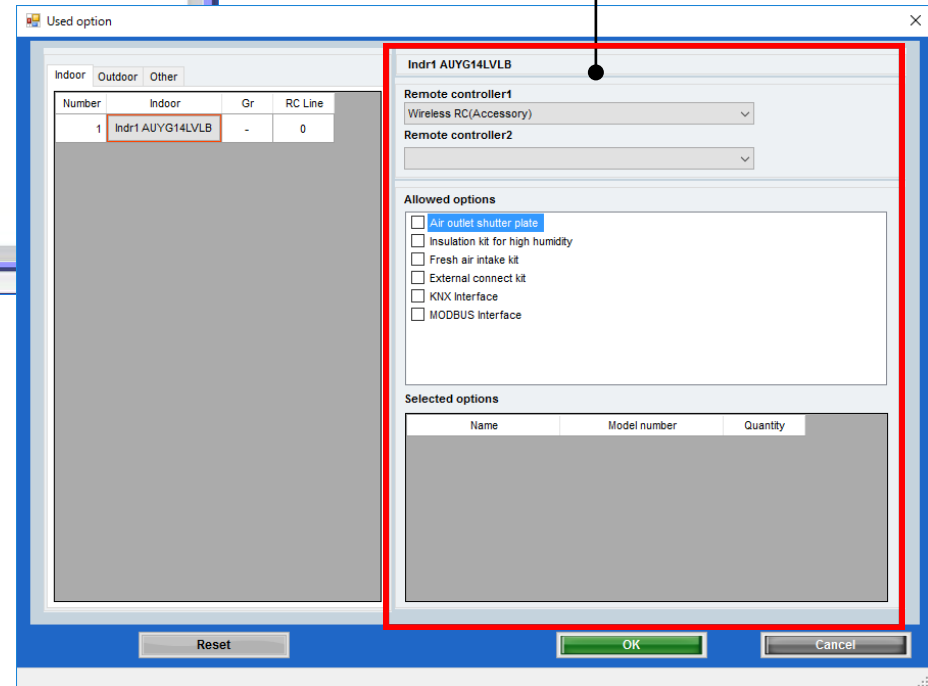 Used option
Indoor Outdoor Other
Number Indoor Gr RC Line
1 Indr1 AUYG14LVLB - 0
Indr1 AUYG14LVLB
Remote controller1
Wireless RC(Accessory)
Remote controller2
Allowed options
Air outlet shutter plate
Insulation kit for high humidity
Fresh air intake kit
External connect kit
KNX Interface
MODBUS Interface
Selected options
Name Model number Quantity
Reset OK Cancel